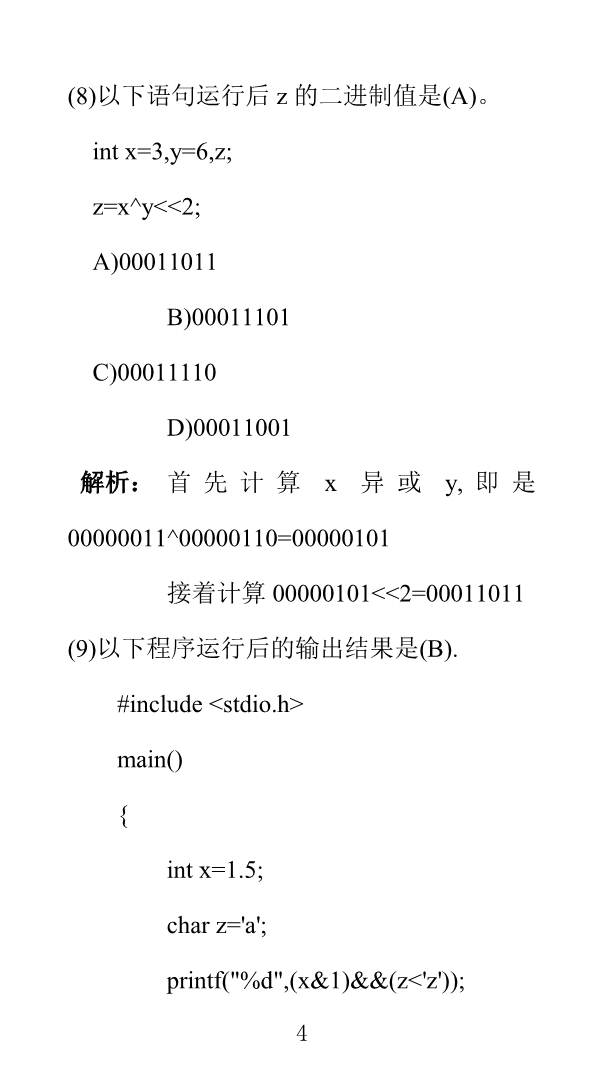 (8)以下语句运行后 z 的二进制值是(A)。
int x=3,y=6,z;
z=x^y<<2;
A)00011011
B)00011101
C)00011110
D)00011001
解析： 首先计算 x 异或 y,即是
00000011^00000110=00000101
接着计算 00000101<<2=00011011
(9)以下程序运行后的输出结果是(B).
#include <stdio.h>
main()
{
int x=1.5;
char z='a';
printf("%d",(x&1)&&(z<'z'));
4